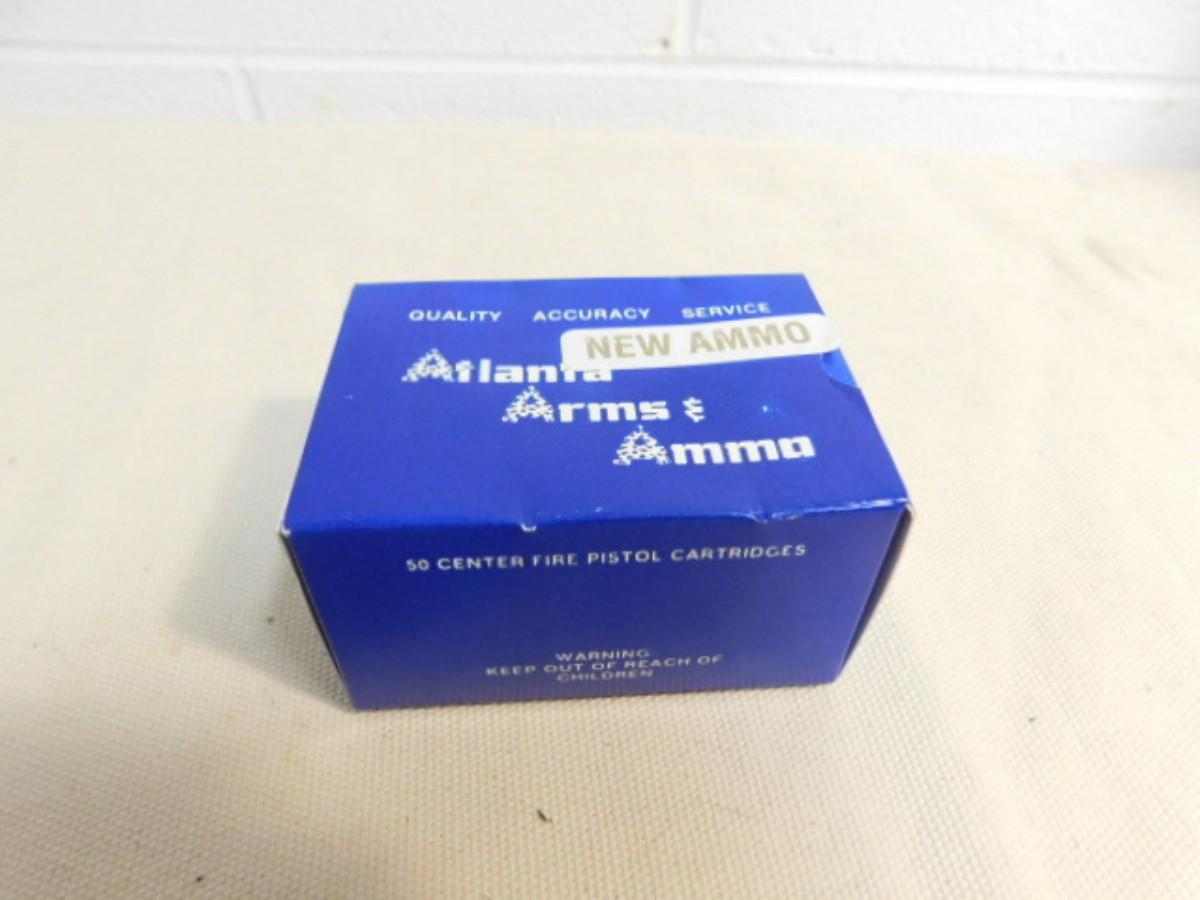 QUALITY ACCURACY SERVICE
NEW AMMO
Atlanta
Arms &
Ammo
50 CENTER FIRE PISTOL CARTRIDGES
WARNING
KEEP OUT OF REACH OF
CHILDREN